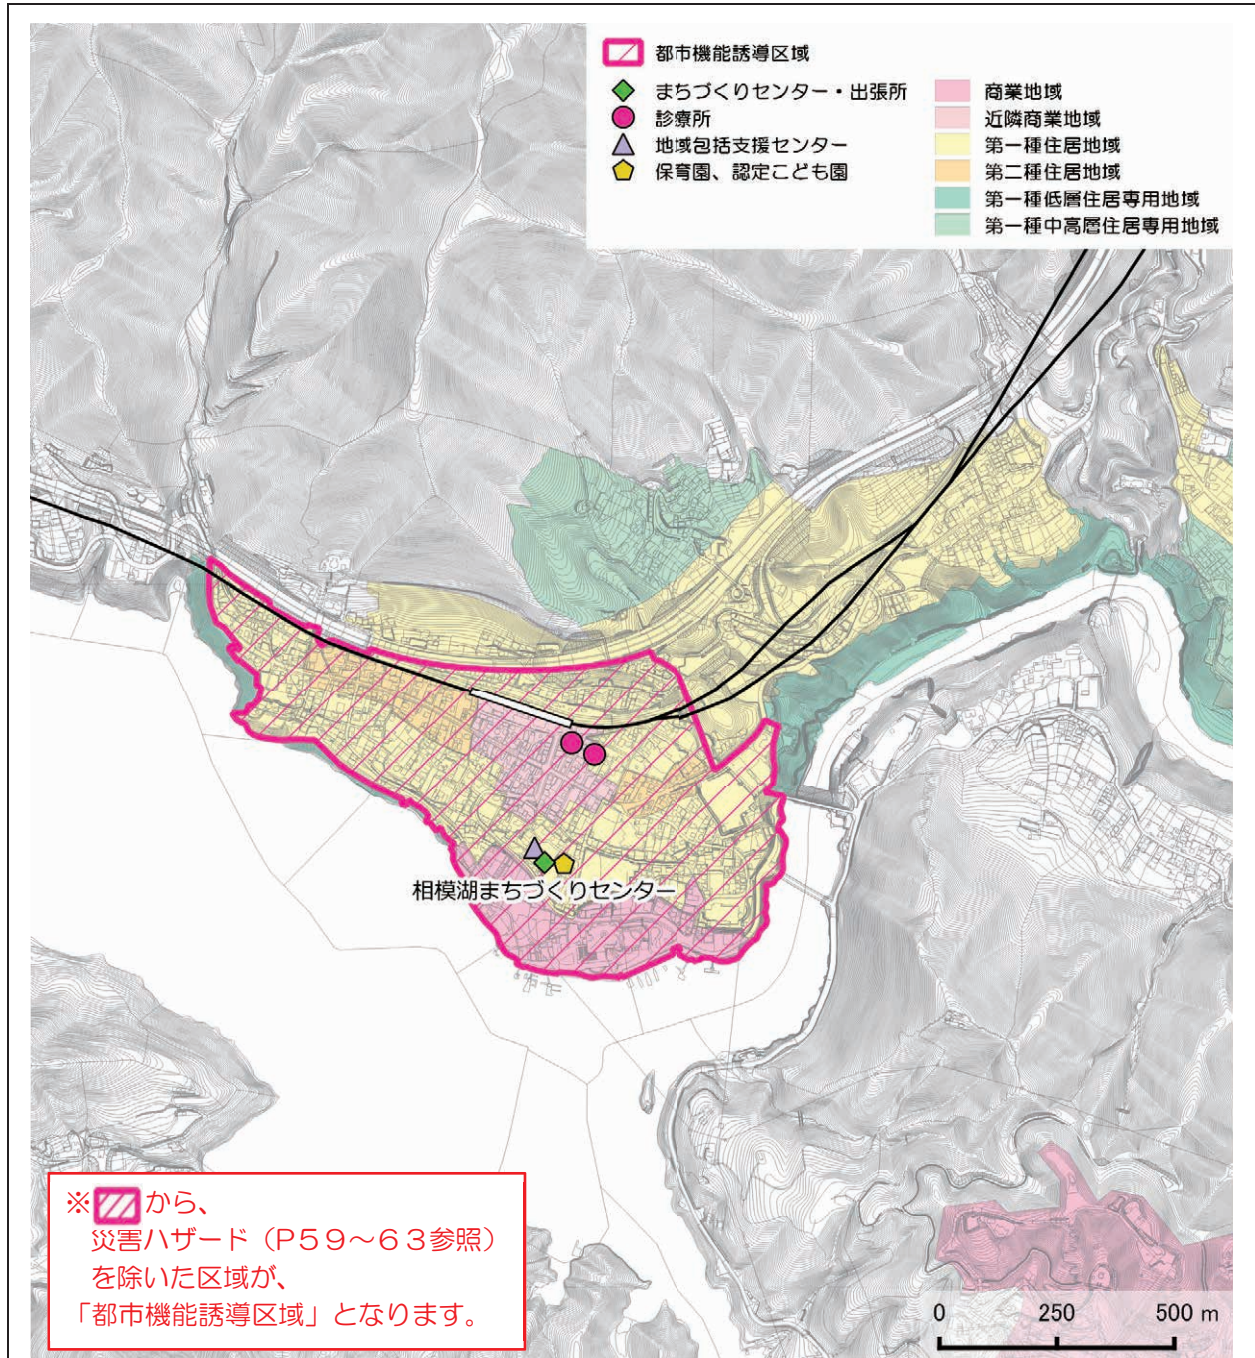 都市機能誘導区域
まちづくりセンター・出張所
診療所
地域包括支援センター
保育園、認定こども園
商業地域
近隣商業地域
第一種住居地域
第二種住居地域
第一種低層住居専用地域
第一種中高層住居専用地域
相模湖まちづくりセンター
※から、
災害ハザード（P59～63参照）
を除いた区域が、
「都市機能誘導区域」となります。
0 250 500 m